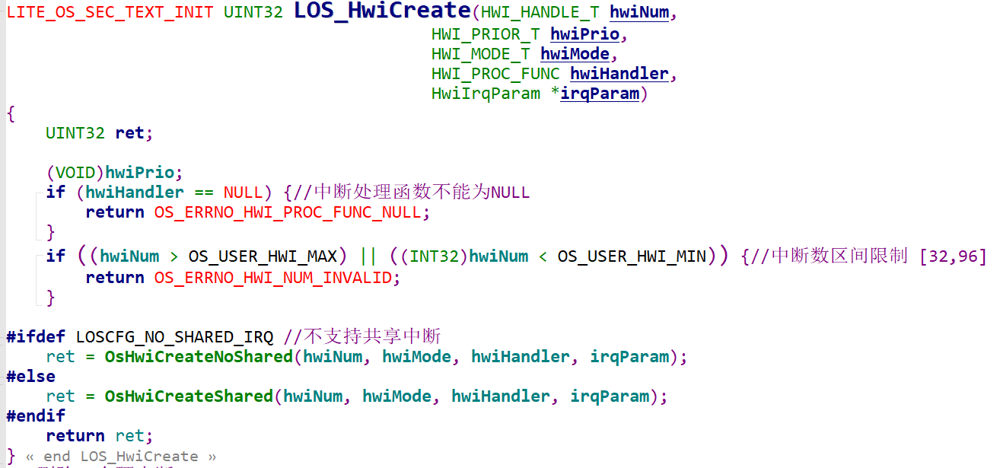 LITE_OS_SEC_TEXT_INIT UINT32 LOS_HwiCreate(HWI_HANDLE_T hwiNum,
                                           HWI_PRIOR_T hwiPrio,
                                           HWI_MODE_T hwiMode,
                                           HWI_PROC_FUNC hwiHandler,
                                           HwiIrqParam *irqParam)
{
    UINT32 ret;

    (VOID)hwiPrio;
    if (hwiHandler == NULL) {//中断处理函数不能为NULL
        return OS_ERRNO_HWI_PROC_FUNC_NULL;
    }
    if ((hwiNum > OS_USER_HWI_MAX) || ((INT32)hwiNum < OS_USER_HWI_MIN)) {//中断数区间限制 [32,96]
        return OS_ERRNO_HWI_NUM_INVALID;
    }

#ifdef LOSCFG_NO_SHARED_IRQ //不支持共享中断
    ret = OsHwiCreateNoShared(hwiNum, hwiMode, hwiHandler, irqParam);
#else
    ret = OsHwiCreateShared(hwiNum, hwiMode, hwiHandler, irqParam);
#endif
    return ret;
} « end LOS_HwiCreate »